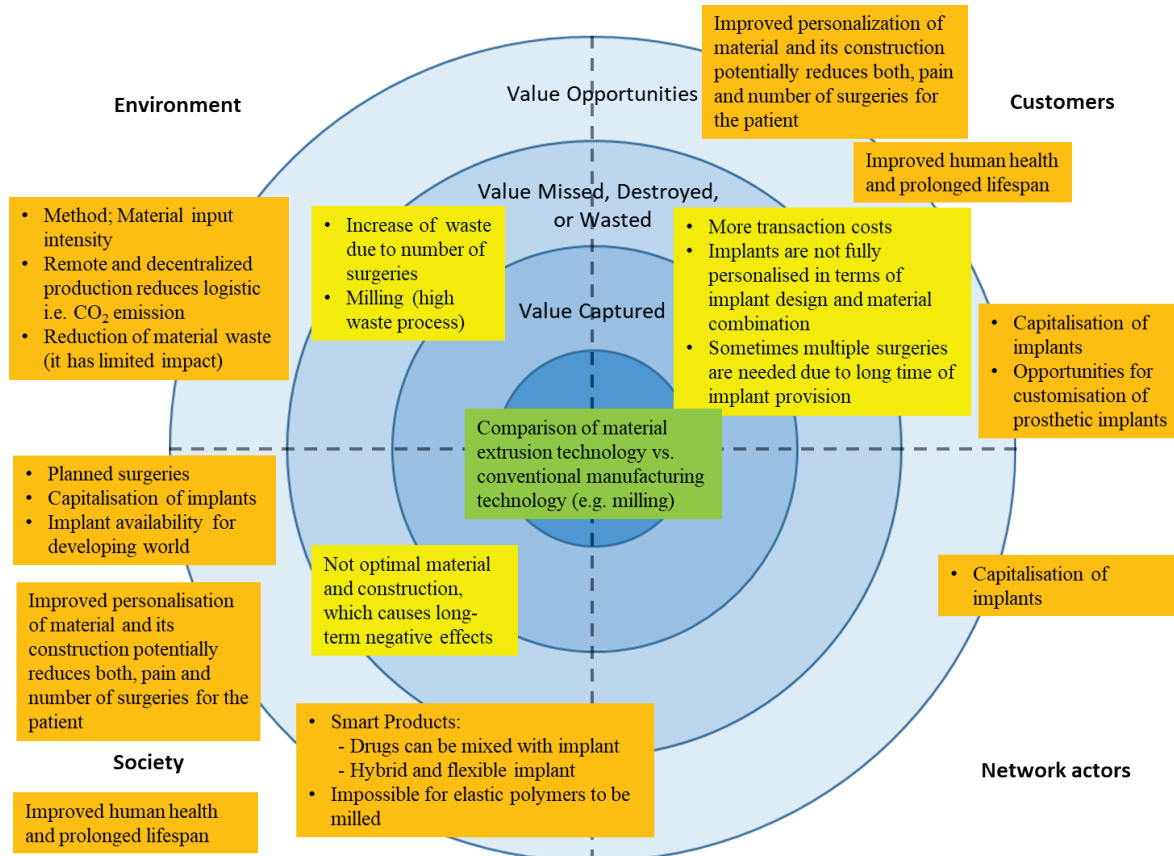 Improved personalization of
material and its construction
potentially reduces both, pain
and number of surgeries for
the patient
Environment
Value Opportunities
Customers
Improved human health
and prolonged lifespan
Value Missed, Destroyed,
or Wasted
• Method; Material input
intensity
• Remote and decentralized
production reduces logistic
i.e. CO₂ emission
• Reduction of material waste
(it has limited impact)
• Increase of waste
due to number of
surgeries
• Milling (high
waste process)
• More transaction costs
• Implants are not fully
personalised in terms of
implant design and material
combination
• Sometimes multiple surgeries
are needed due to long time of
implant provision
Value Captured
• Capitalisation of
implants
• Opportunities for
customisation of
prosthetic implants
Comparison of material
extrusion technology vs.
conventional manufacturing
technology (e.g. milling)
• Planned surgeries
• Capitalisation of implants
• Implant availability for
developing world
Not optimal material
and construction,
which causes long-
term negative effects
• Capitalisation of
implants
Improved personalisation
of material and its
construction potentially
reduces both, pain and
number of surgeries for the
patient
• Smart Products:
- Drugs can be mixed with implant
- Hybrid and flexible implant
• Impossible for elastic polymers to be
milled
Society
Network actors
Improved human health
and prolonged lifespan